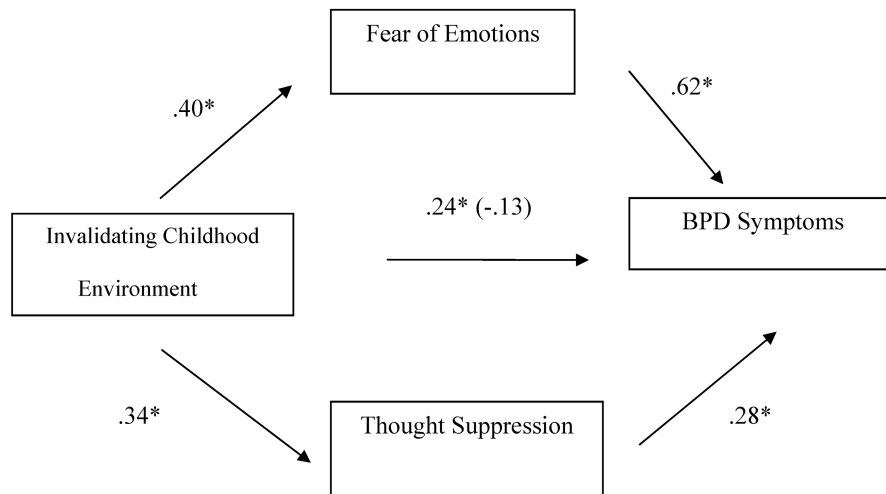 Fear of Emotions
.40*
.62*
.24* (-.13)
Invalidating Childhood
Environment
BPD Symptoms
.34*
Thought Suppression
.28*